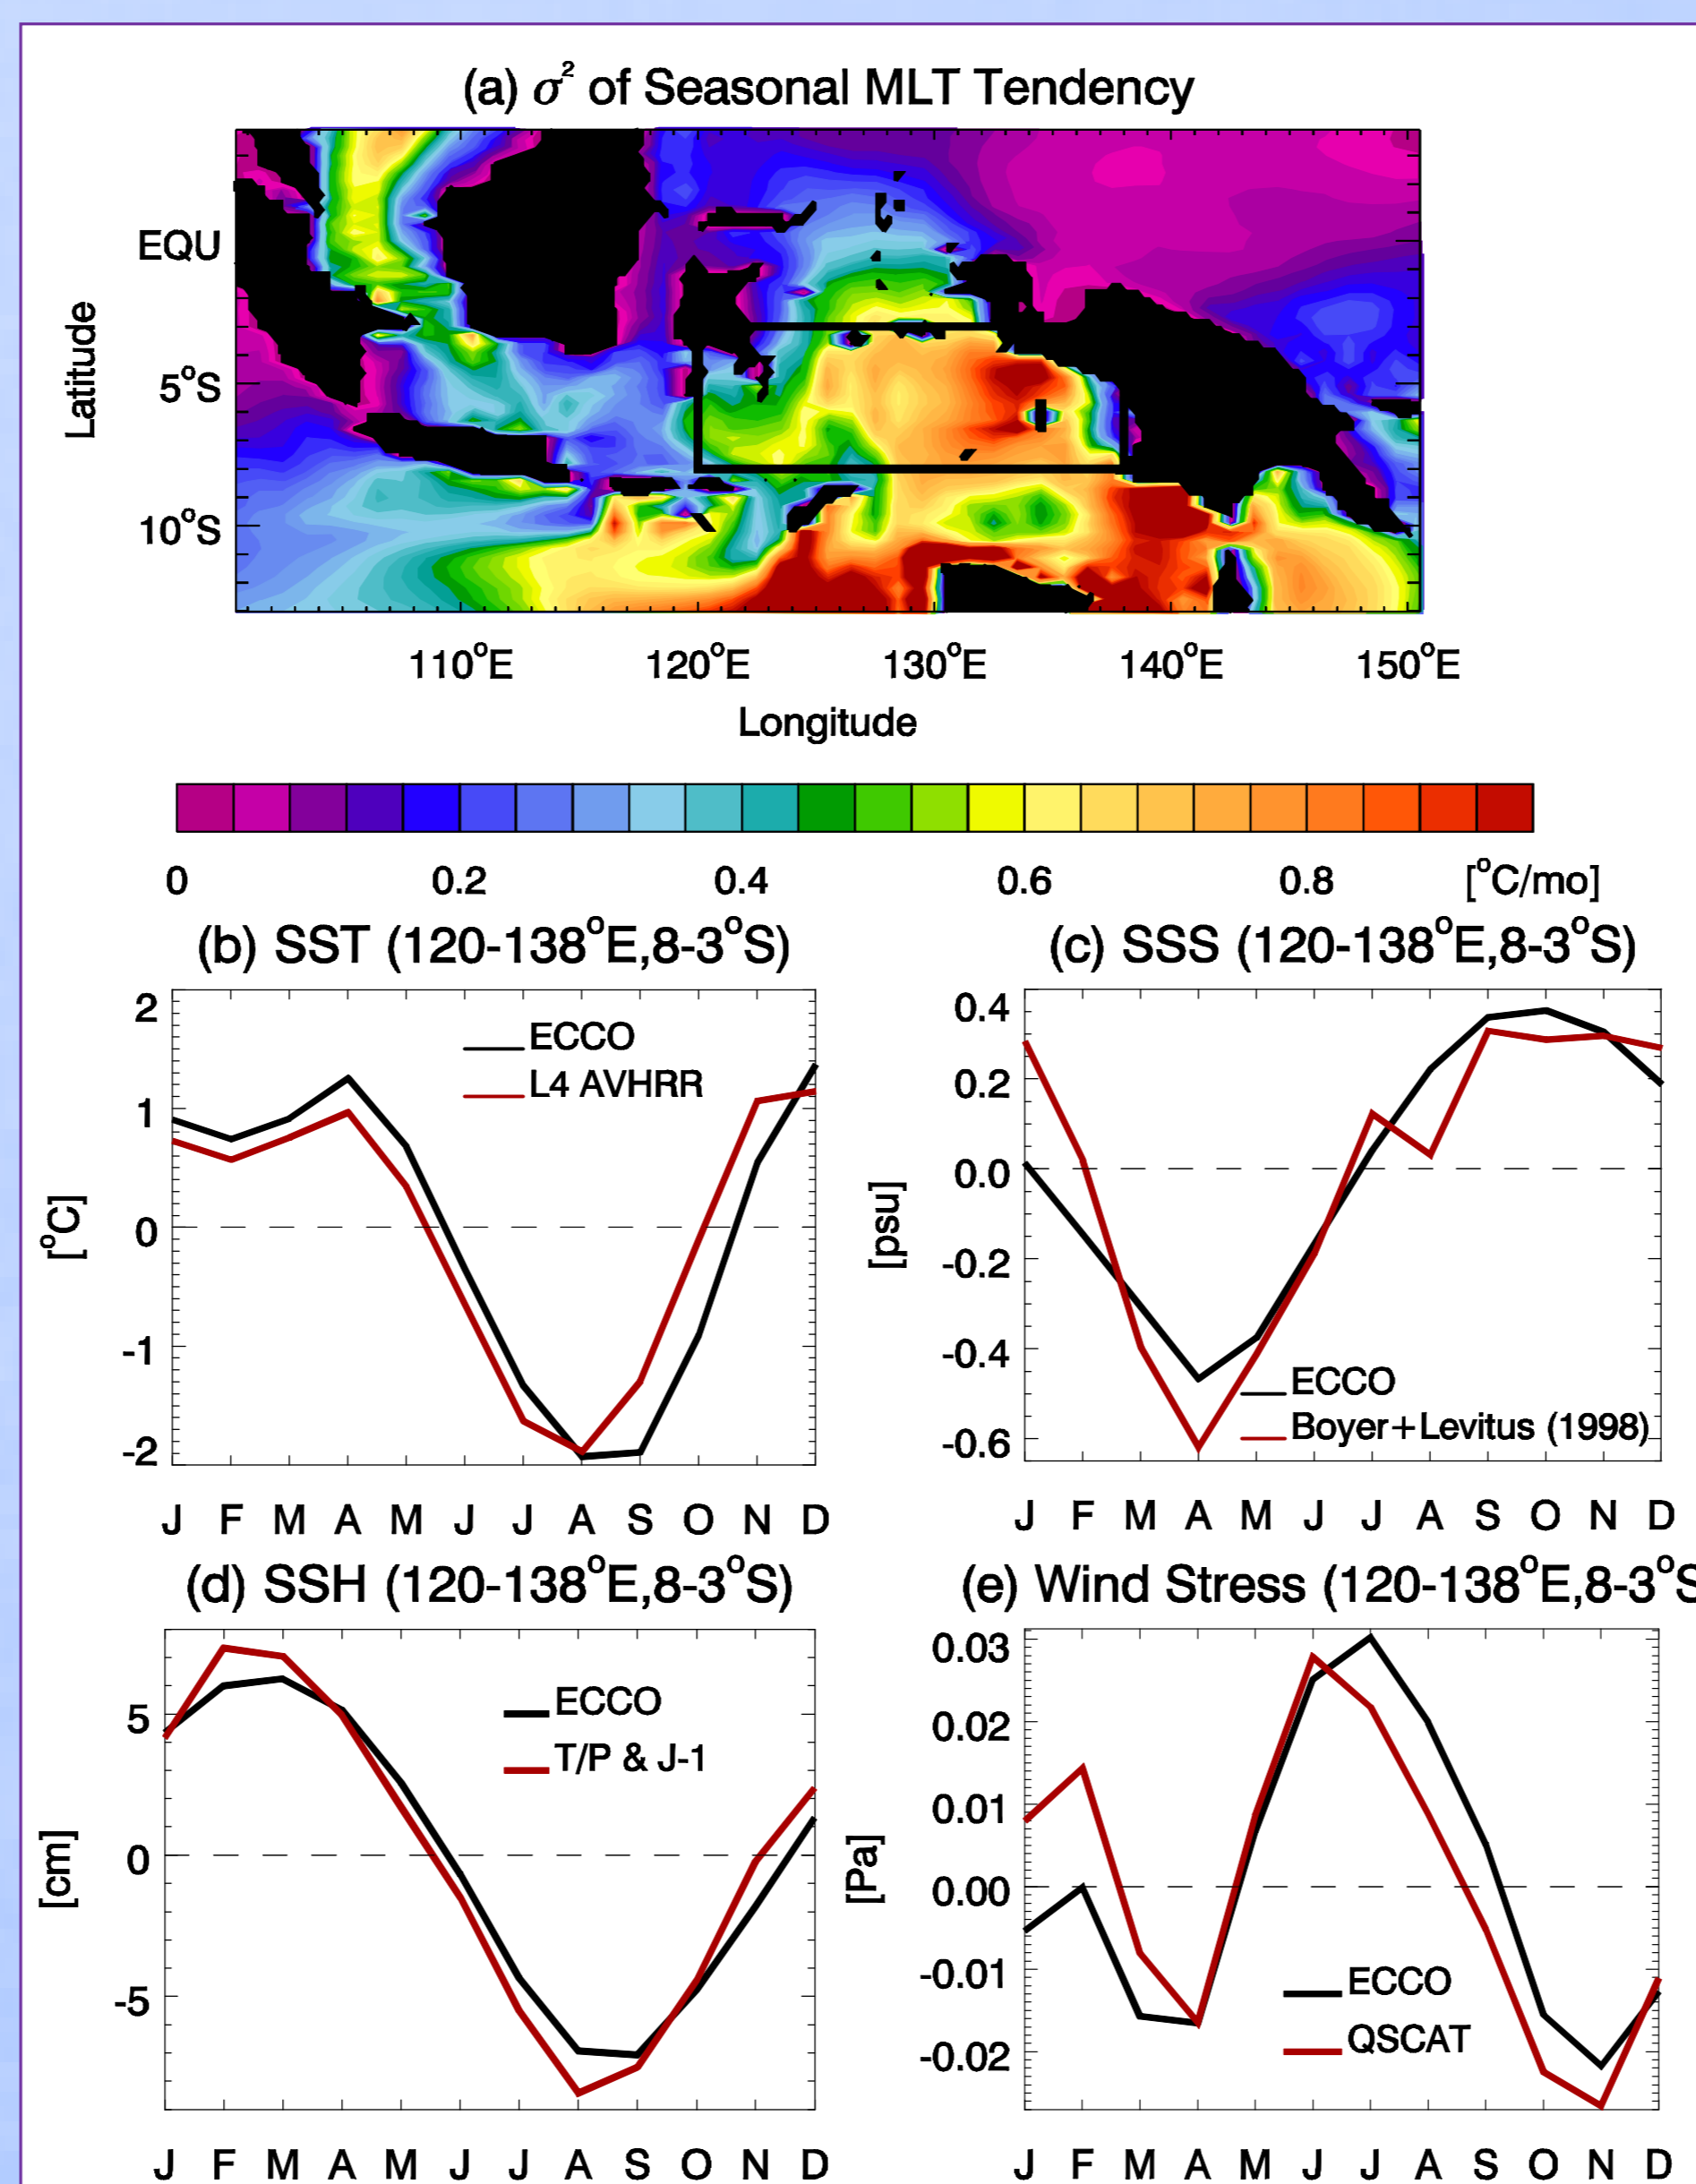 (a) σ² of Seasonal MLT Tendency
EQU
5°S
10°S
Latitude
110°E 120°E 130°E 140°E 150°E
Longitude
0 0.2 0.4 0.6 0.8 [°C/mo]
(b) SST (120-138°E,8-3°S)
2
1
0
-1
-2
[°C]
ECCO
L4 AVHRR
J F M A M J J A S O N D
(c) SSS (120-138°E,8-3°S)
0.4
0.2
0.0
-0.2
-0.4
-0.6
[psu]
ECCO
Boyer+Levitus (1998)
J F M A M J J A S O N D
(d) SSH (120-138°E,8-3°S)
5
0
-5
[cm]
ECCO
T/P & J-1
J F M A M J J A S O N D
(e) Wind Stress (120-138°E,8-3°S
0.03
0.02
0.01
0.00
-0.01
-0.02
[Pa]
ECCO
QSCAT
J F M A M J J A S O N D